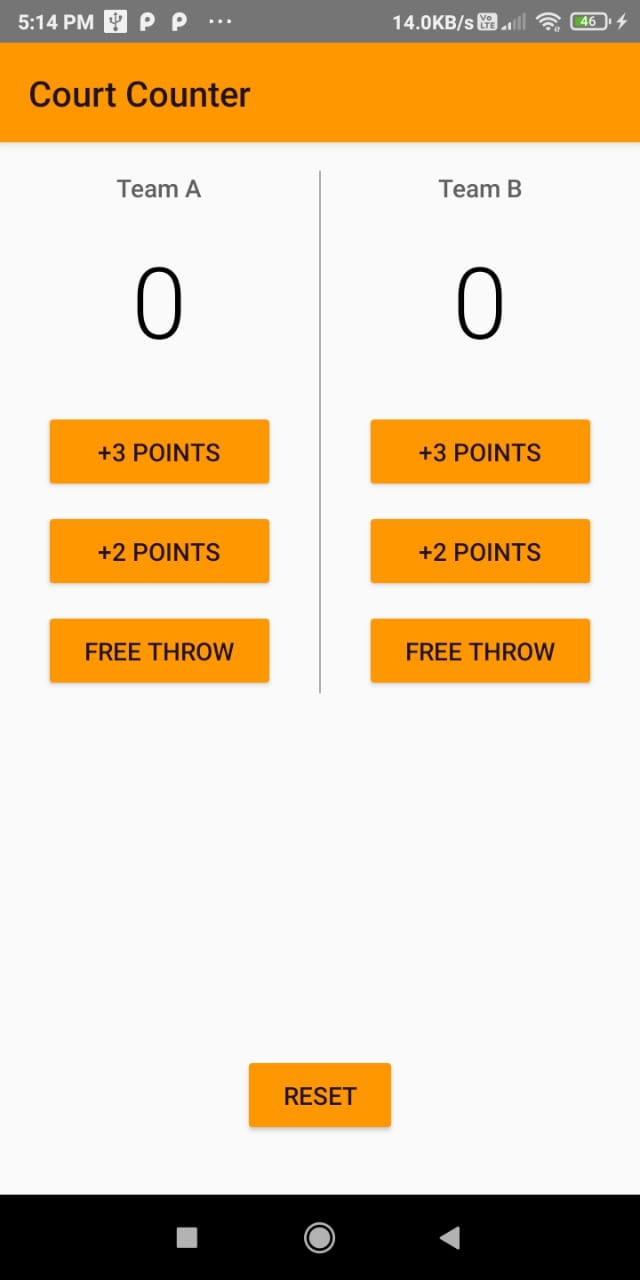 5:14 PM P P ... 14.0KB/s Vo LTE 46
Court Counter
Team A
0
+3 POINTS
+2 POINTS
FREE THROW
Team B
0
+3 POINTS
+2 POINTS
FREE THROW
RESET